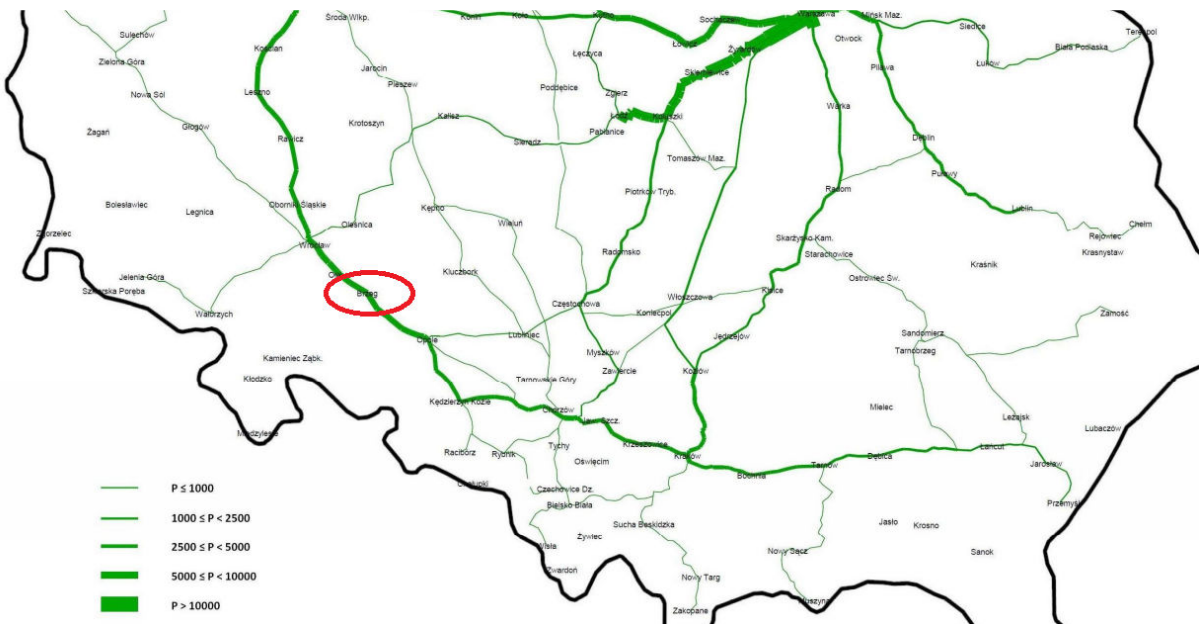 Środa Wlkp.
Konin
Koło
Sochaczew
Warszawa
Mińsk Maz.
Siedlce
Sulechów
Kościan
Otwock
Terespol
Łęczyca
Żyrardów
Biała Podlaska
Zielona Góra
Jarocin
Pilawa
Łuków
Pleszew
Skierniewice
Leszno
Poddębice
Zgierz
Nowa Sól
Warka
Głogów
Krotoszyn
Kalisz
Łódź
Koluszki
Żagań
Pabianice
Rawicz
Sieradz
Dęblin
Tomaszów Maz.
Puławy
Bolesławiec
Legnica
Oborniki Śląskie
Kępno
Piotrków Tryb.
Radom
Lublin
Zgorzelec
Oleśnica
Wieluń
Chełm
Rejowiec
Wrocław
Radomsko
Skarżysko Kam.
Krasnystaw
Starachowice
Jelenia Góra
Kluczbork
Ostrowiec Św.
Kraśnik
Szklarska Poręba
Brzeg
Częstochowa
Włoszczowa
Kielce
Wałbrzych
Koniecpol
Zamość
Opole
Lubliniec
Jędrzejów
Sandomierz
Tarnobrzeg
Kamieniec Ząbk.
Myszków
Kłodzko
Tarnowskie Góry
Zawiercie
Kozłów
Kędzierzyn Koźle
Chorzów
Mielec
Jaw. Szcz.
Leżajsk
Międzylesie
Krzeszowice
Lubaczów
Racibórz
Rybnik
Tychy
Kraków
Dębica
Łańcut
Oświęcim
Tarnów
Jarosław
Bochnia
Chałupki
Czechowice Dz.
P ≤ 1000
Bielsko Biała
Przemyśl
1000 ≤ P < 2500
Sucha Beskidzka
Jasło
Krosno
Żywiec
2500 ≤ P < 5000
Wisła
Nowy Sącz
Sanok
Zwardoń
5000 ≤ P < 10000
Nowy Targ
Muszyna
P > 10000
Zakopane